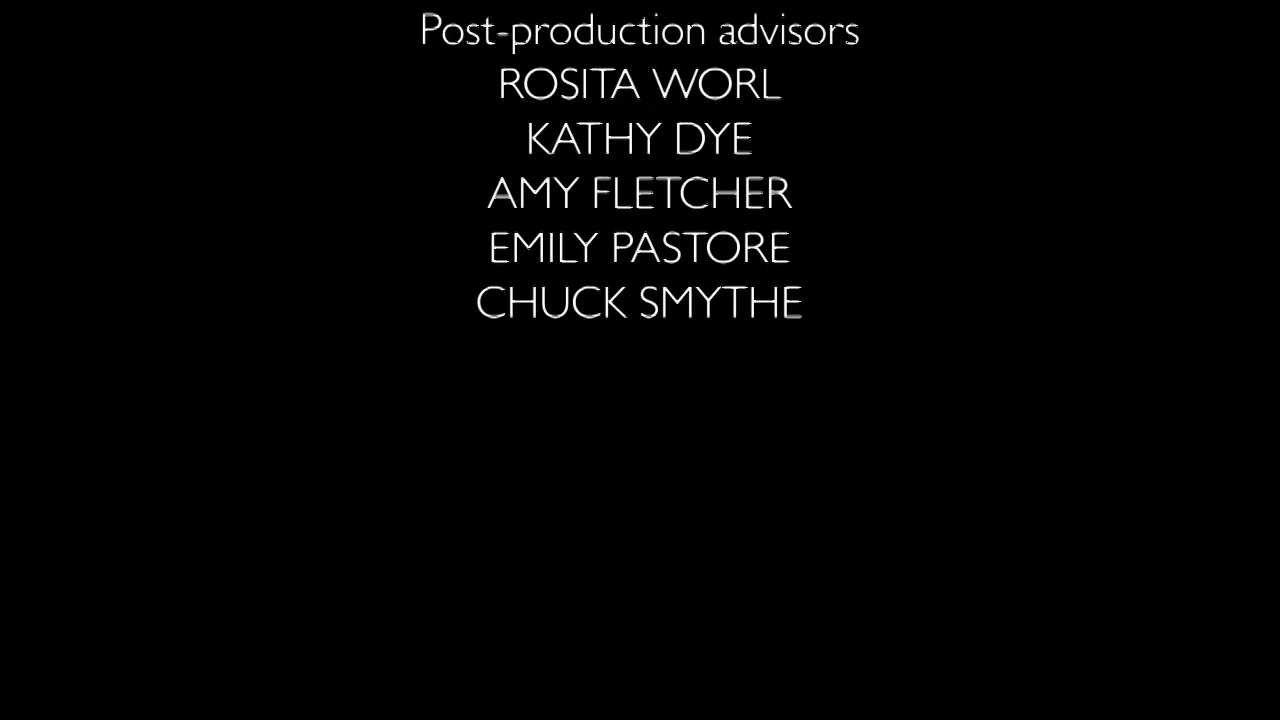 Post-production advisors
ROSITA WORL
KATHY DYE
AMY FLETCHER
EMILY PASTORE
CHUCK SMYTHE